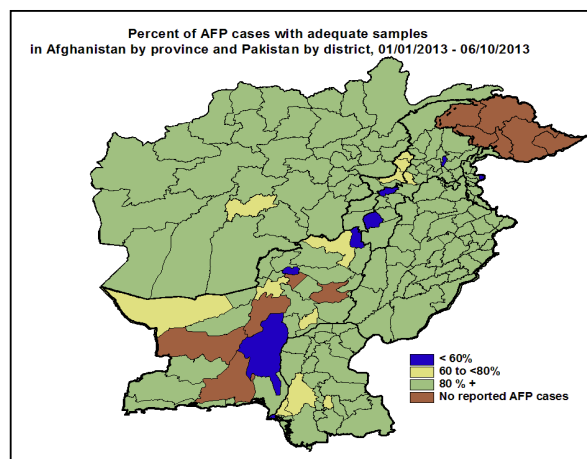 Percent of AFP cases with adequate samples
in Afghanistan by province and Pakistan by district, 01/01/2013 - 06/10/2013
< 60%
60 to <80%
80 % +
No reported AFP cases